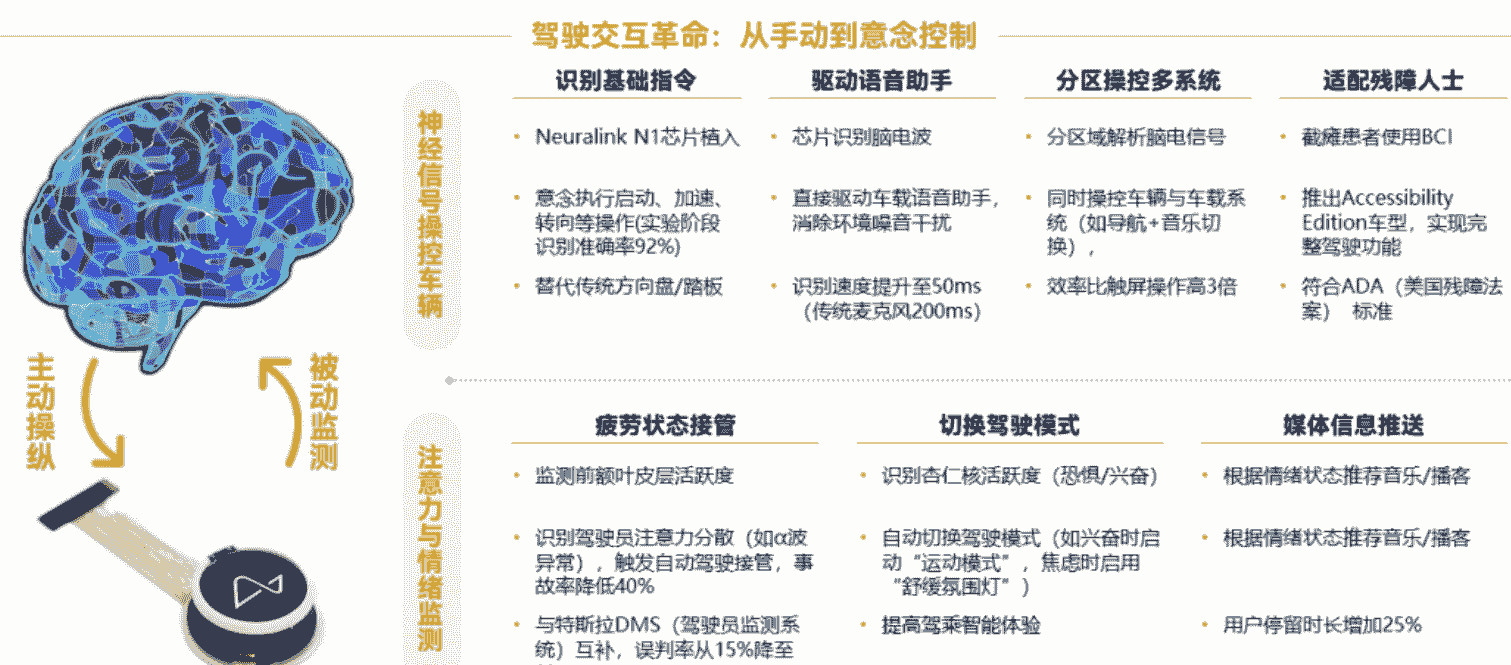 驾驶交互革命：从手动到意念控制
神经信号操控车辆
识别基础指令
• Neuralink N1芯片植入
• 意念执行启动、加速、
转向等操作(实验阶段
识别准确率92%)
• 替代传统方向盘/踏板
驱动语音助手
• 芯片识别脑电波
• 直接驱动车载语音助手，
消除环境噪音干扰
• 识别速度提升至50ms
（传统麦克风200ms）
分区操控多系统
• 分区域解析脑电信号
• 同时操控车辆与车载系
统（如导航+音乐切
换），
• 效率比触屏操作高3倍
适配残障人士
• 截瘫患者使用BCI
• 推出Accessibility
Edition车型，实现完
整驾驶功能
• 符合ADA（美国残障法
案） 标准
主动操纵
被动监测
注意力与情绪监测
疲劳状态接管
• 监测前额叶皮层活跃度
• 识别驾驶员注意力分散（如α波
异常），触发自动驾驶接管，事
故率降低40%
• 与特斯拉DMS（驾驶员监测系
统）互补，误判率从15%降至
切换驾驶模式
• 识别杏仁核活跃度（恐惧/兴奋）
• 自动切换驾驶模式（如兴奋时启
动“运动模式”，焦虑时启用
“舒缓氛围灯”）
• 提高驾乘智能体验
媒体信息推送
• 根据情绪状态推荐音乐/播客
• 根据情绪状态推荐音乐/播客
• 用户停留时长增加25%